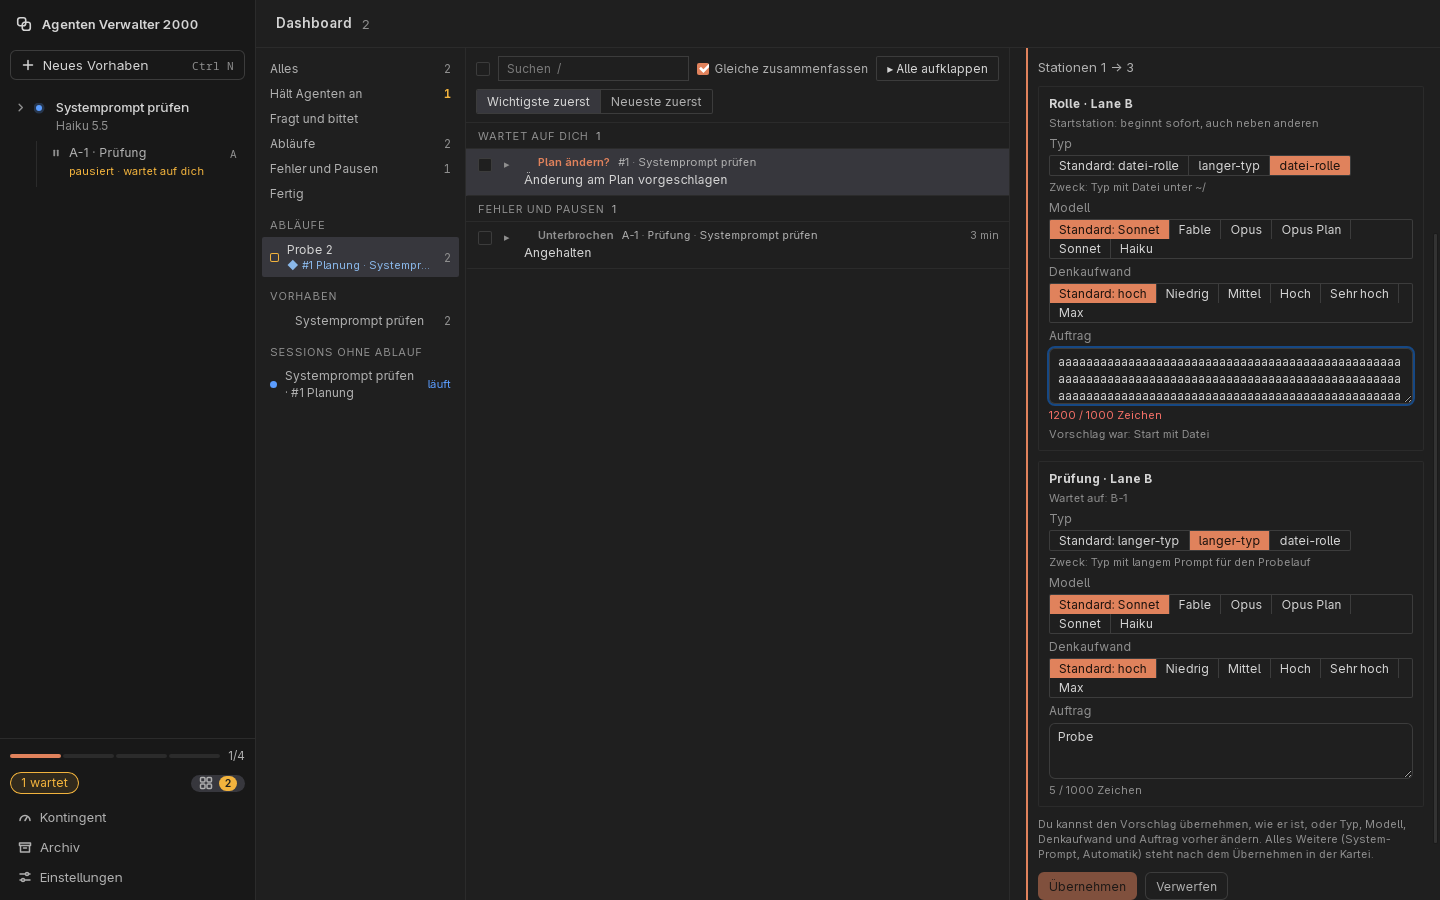 Agenten Verwalter 2000
Neues Vorhaben Ctrl N
Systemprompt prüfen
Haiku 5.5
A-1 · Prüfung A
pausiert · wartet auf dich
1/4
1 wartet
2
Kontingent
Archiv
Einstellungen
Dashboard 2
Alles 2
Hält Agenten an 1
Fragt und bittet
Abläufe 2
Fehler und Pausen 1
Fertig
ABLÄUFE
Probe 2
#1 Planung · Systempr... 2
VORHABEN
Systemprompt prüfen 2
SESSIONS OHNE ABLAUF
Systemprompt prüfen
· #1 Planung läuft
Suchen /
Gleiche zusammenfassen
▸ Alle aufklappen
Wichtigste zuerst Neueste zuerst
WARTET AUF DICH 1
Plan ändern? #1 · Systemprompt prüfen
Änderung am Plan vorgeschlagen
FEHLER UND PAUSEN 1
Unterbrochen A-1 · Prüfung · Systemprompt prüfen 3 min
Angehalten
Stationen 1 → 3
Rolle · Lane B
Startstation: beginnt sofort, auch neben anderen
Typ
Standard: datei-rolle langer-typ datei-rolle
Zweck: Typ mit Datei unter ~/
Modell
Standard: Sonnet Fable Opus Opus Plan
Sonnet Haiku
Denkaufwand
Standard: hoch Niedrig Mittel Hoch Sehr hoch
Max
Auftrag
aaaaaaaaaaaaaaaaaaaaaaaaaaaaaaaaaaaaaaaaaaaaaaaaa
aaaaaaaaaaaaaaaaaaaaaaaaaaaaaaaaaaaaaaaaaaaaaaaaa
aaaaaaaaaaaaaaaaaaaaaaaaaaaaaaaaaaaaaaaaaaaaaaaaa
1200 / 1000 Zeichen
Vorschlag war: Start mit Datei
Prüfung · Lane B
Wartet auf: B-1
Typ
Standard: langer-typ langer-typ datei-rolle
Zweck: Typ mit langem Prompt für den Probelauf
Modell
Standard: Sonnet Fable Opus Opus Plan
Sonnet Haiku
Denkaufwand
Standard: hoch Niedrig Mittel Hoch Sehr hoch
Max
Auftrag
Probe
5 / 1000 Zeichen
Du kannst den Vorschlag übernehmen, wie er ist, oder Typ, Modell,
Denkaufwand und Auftrag vorher ändern. Alles Weitere (System-
Prompt, Automatik) steht nach dem Übernehmen in der Kartei.
Übernehmen Verwerfen